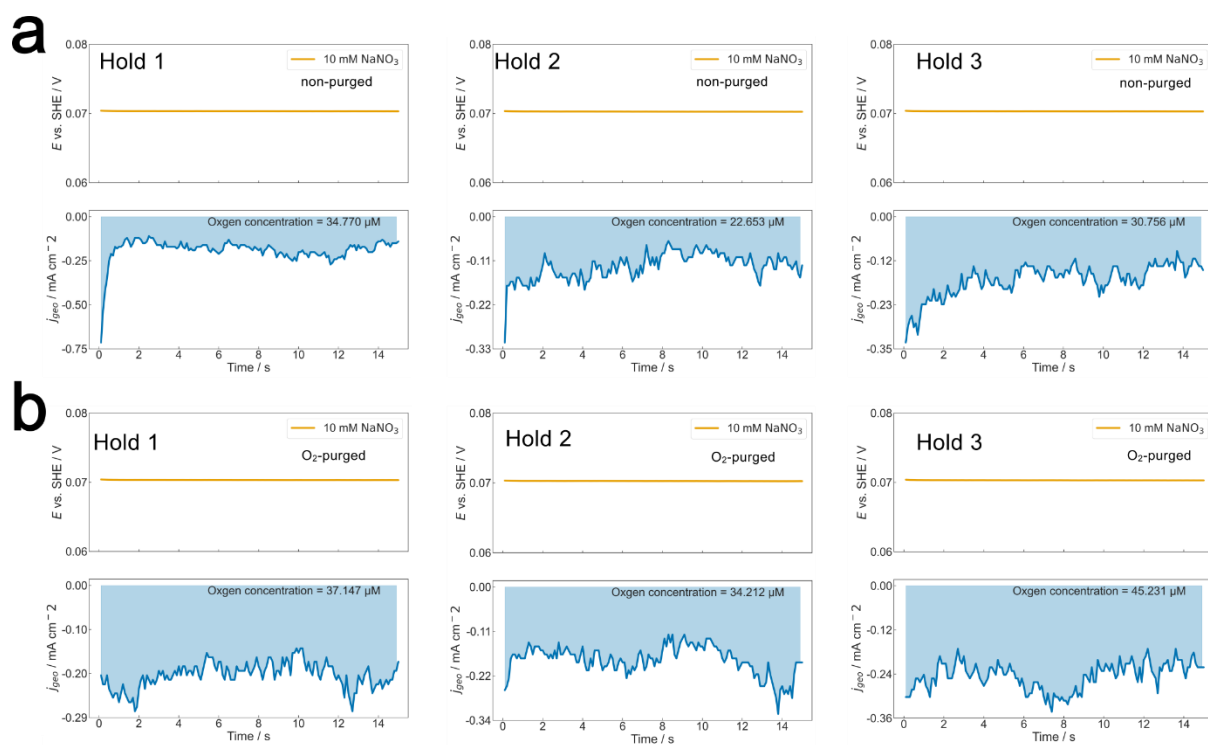 a
Hold 1
10 mM NaNO₃
non-purged
E vs. SHE / V
0.08
0.07
0.06
Oxgen concentration = 34.770 µM
j_geo / mA cm⁻ 2
0.00
-0.25
-0.50
-0.75
0 2 4 6 8 10 12 14
Time / s
Hold 2
10 mM NaNO₃
non-purged
E vs. SHE / V
0.08
0.07
0.06
Oxgen concentration = 22.653 µM
j_geo / mA cm⁻ 2
0.00
-0.11
-0.22
-0.33
0 2 4 6 8 10 12 14
Time / s
Hold 3
10 mM NaNO₃
non-purged
E vs. SHE / V
0.08
0.07
0.06
Oxgen concentration = 30.756 µM
j_geo / mA cm⁻ 2
0.00
-0.12
-0.23
-0.35
0 2 4 6 8 10 12 14
Time / s
b
Hold 1
10 mM NaNO₃
O₂-purged
E vs. SHE / V
0.08
0.07
0.06
Oxgen concentration = 37.147 µM
j_geo / mA cm⁻ 2
0.00
-0.10
-0.20
-0.29
0 2 4 6 8 10 12 14
Time / s
Hold 2
10 mM NaNO₃
O₂-purged
E vs. SHE / V
0.08
0.07
0.06
Oxgen concentration = 34.212 µM
j_geo / mA cm⁻ 2
0.00
-0.11
-0.22
-0.34
0 2 4 6 8 10 12 14
Time / s
Hold 3
10 mM NaNO₃
O₂-purged
E vs. SHE / V
0.08
0.07
0.06
Oxgen concentration = 45.231 µM
j_geo / mA cm⁻ 2
0.00
-0.12
-0.24
-0.36
0 2 4 6 8 10 12 14
Time / s